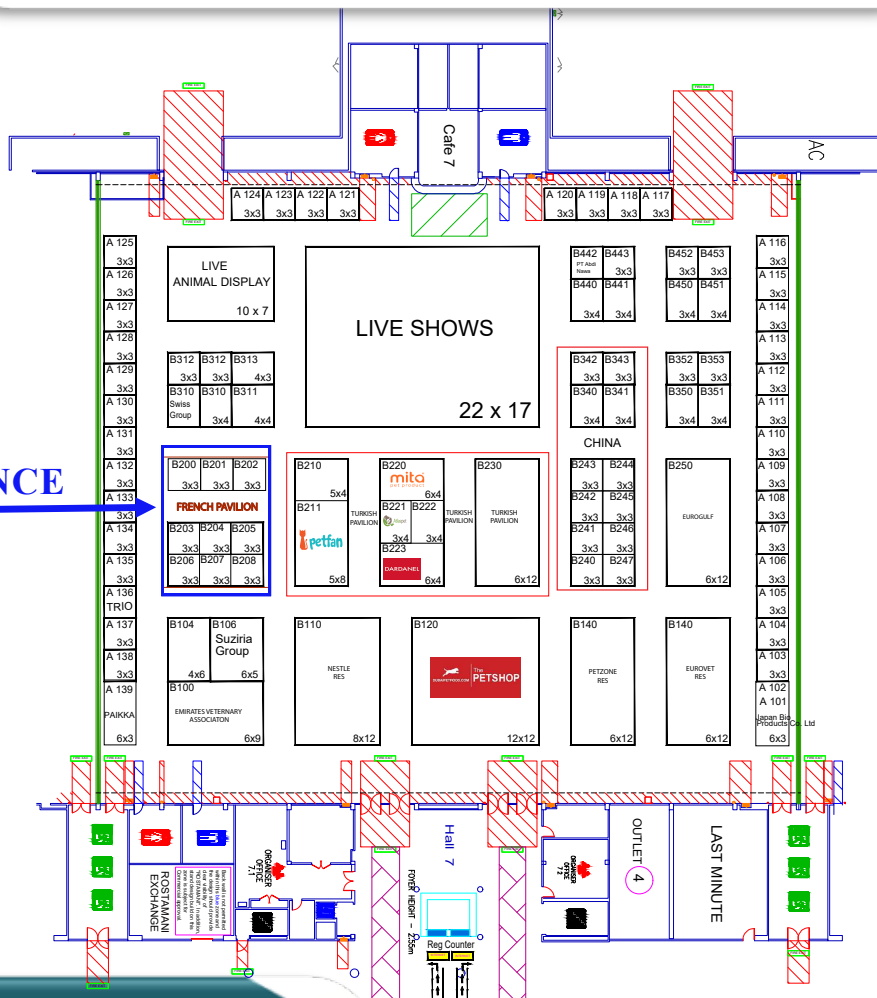 Cafe 7
AC
A 124 A 123 A 122 A 121
3x3 3x3 3x3 3x3
A 120 A 119 A 118 A 117
3x3 3x3 3x3 3x3
A 125
3x3
A 126
3x3
A 127
3x3
A 128
3x3
A 129
3x3
A 130
3x3
A 131
3x3
A 132
3x3
A 133
3x3
A 134
3x3
A 135
3x3
A 136
TRIO
A 137
3x3
A 138
3x3
A 139
PAIKKA
6x3
LIVE
ANIMAL DISPLAY
10 x 7
LIVE SHOWS
22 x 17
B442 B443
PT Abdi
Nawa
3x3
B440 B441
3x4 3x4
B452 B453
3x3 3x3
B450 B451
3x4 3x4
A 116
3x3
A 115
3x3
A 114
3x3
A 113
3x3
A 112
3x3
A 111
3x3
A 110
3x3
A 109
3x3
A 108
3x3
A 107
3x3
A 106
3x3
A 105
3x3
A 104
3x3
A 103
3x3
A 102
A 101
Japan Bio
Products Co. Ltd
6x3
B312 B312 B313
3x3 3x3 4x3
B310 B310 B311
Swiss
Group
3x4 4x4
B342 B343
3x3 3x3
B340 B341
3x4 3x4
CHINA
B243 B244
3x3 3x3
B242 B245
3x3 3x3
B241 B246
3x3 3x3
B240 B247
3x3 3x3
B352 B353
3x3 3x3
B350 B351
3x4 3x4
NCE
B200 B201 B202
3x3 3x3 3x3
FRENCH PAVILION
B203 B204 B205
3x3 3x3 3x3
B206 B207 B208
3x3 3x3 3x3
B210
5x4
B211
petfan
5x8
TURKISH
PAVILION
B220
mita
6x4
B221 B222
3x4 3x4
B223
DARDANEL
6x4
TURKISH
PAVILION
B230
TURKISH
PAVILION
6x12
B250
EUROGULF
6x12
B104
4x6
B106
Suziria
Group
6x5
B100
EMIRATES VETERNARY
ASSOCIATON
6x9
B110
NESTLE
RES
8x12
B120
The
PETSHOP
12x12
B140
PETZONE
RES
6x12
B140
EUROVET
RES
6x12
ROSTAMANI
EXCHANGE
ORGANISER
OFFICE
7.1
Hall 7
FOYER HEIGHT - 2.55m
Reg Counter
ORGANISER
OFFICE
7.2
OUTLET 4
LAST MINUTE